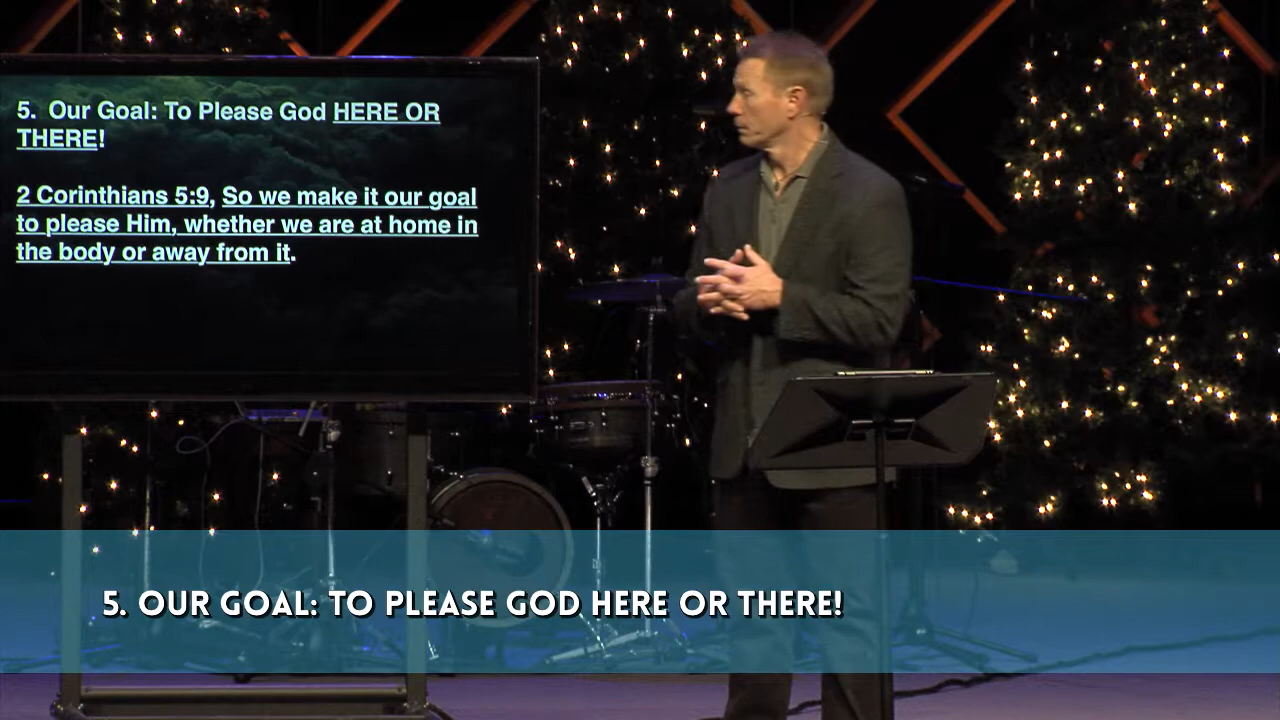 5.  Our Goal: To Please God HERE OR
THERE!
2 Corinthians 5:9, So we make it our goal
to please Him, whether we are at home in
the body or away from it.
5. OUR GOAL: TO PLEASE GOD HERE OR THERE!